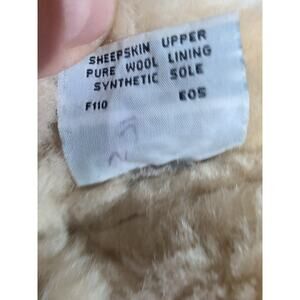 SHEEPSKIN UPPER
PURE WOOL LINING
SYNTHETIC SOLE
F110 EOS